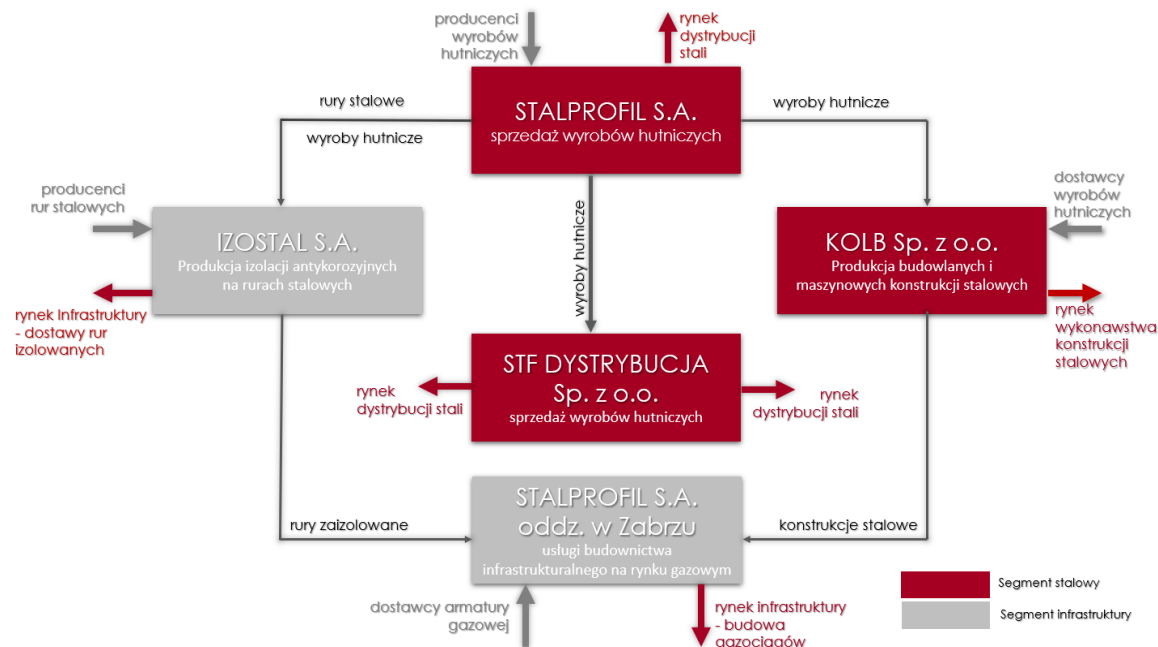 producenci
wyrobów
hutniczych
rynek
dystrybucji
stali
STALPROFIL S.A.
sprzedaż wyrobów hutniczych
rury stalowe
wyroby hutnicze
wyroby hutnicze
producenci
rur stalowych
dostawcy
wyrobów
hutniczych
IZOSTAL S.A.
Produkcja izolacji antykorozyjnych
na rurach stalowych
wyroby hutnicze
KOLB Sp. z o.o.
Produkcja budowlanych i
maszynowych konstrukcji stalowych
rynek Infrastruktury
- dostawy rur
izolowanych
rynek
wykonawstwa
konstrukcji
stalowych
STF DYSTRYBUCJA
Sp. z o.o.
sprzedaż wyrobów hutniczych
rynek
dystrybucji stali
rynek
dystrybucji stali
STALPROFIL S.A.
oddz. w Zabrzu
usługi budownictwa
infrastrukturalnego na rynku gazowym
rury zaizolowane
konstrukcje stalowe
dostawcy armatury
gazowej
rynek infrastruktury
- budowa
gazociągów
Segment stalowy
Segment infrastruktury